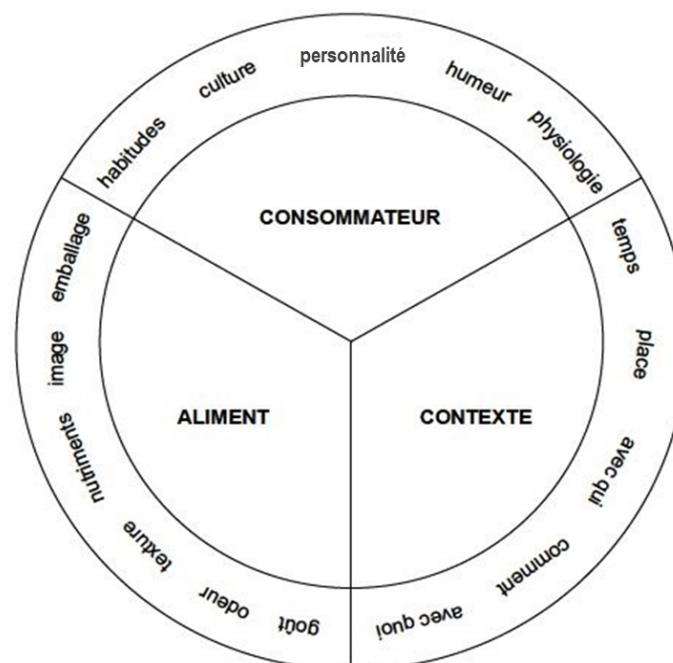 habitudes
culture
personnalité
humeur
physiologie
CONSOMMATEUR
temps
place
avec qui
comment
avec quoi
CONTEXTE
goût
odeur
texture
nutriments
image
emballage
ALIMENT